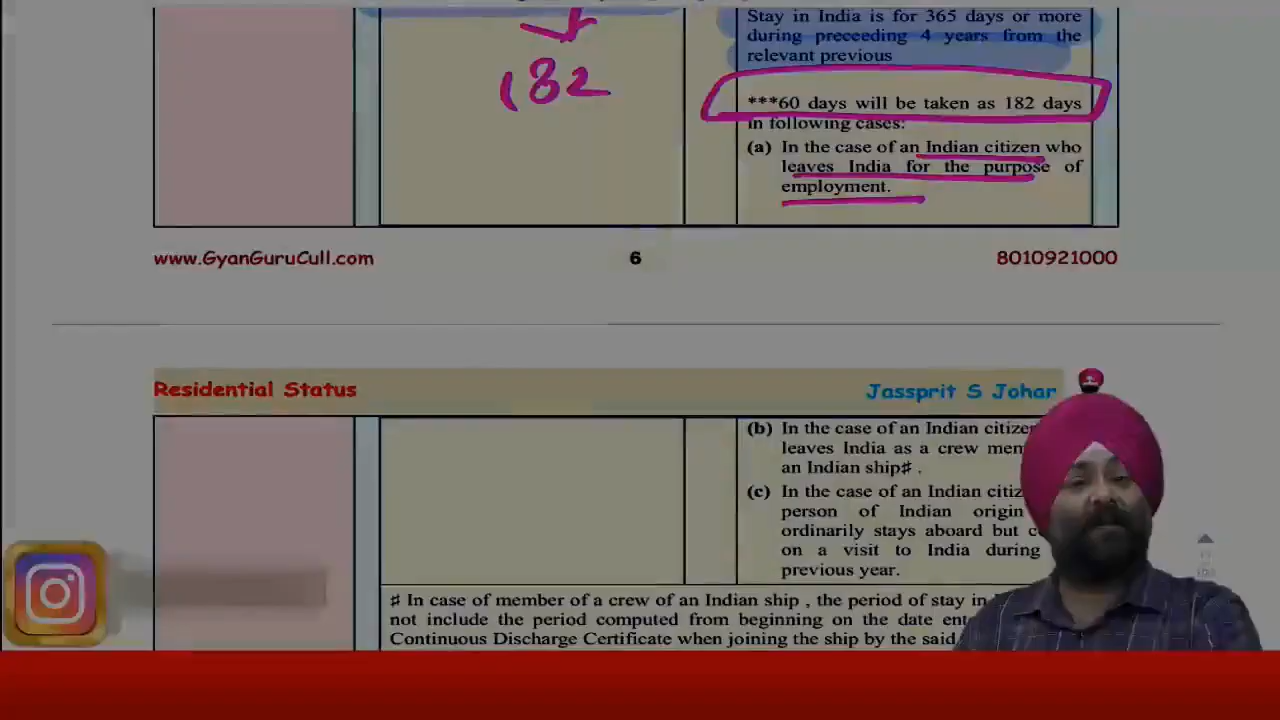 Stay in India is for 365 days or more
during preceeding 4 years from the
relevant previous
182
***60 days will be taken as 182 days
in following cases:
(a) In the case of an Indian citizen who
leaves India for the purpose of
employment.
www.GyanGuruCull.com 6 8010921000
Residential Status Jassprit S Johar
(b) In the case of an Indian
leaves India as a crew
an Indian ship♯ .
(c) In the case of an Indian
person of Indian origin
ordinarily stays aboard but
on a visit to India during
previous year.
♯ In case of member of a crew of an Indian ship , the period of stay in
not include the period computed from beginning on the date
Continuous Discharge Certificate when joining the ship by the said